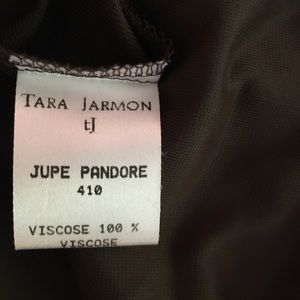 TARA JARMON
tJ
JUPE PANDORE
410
VISCOSE 100 %
VISCOSE